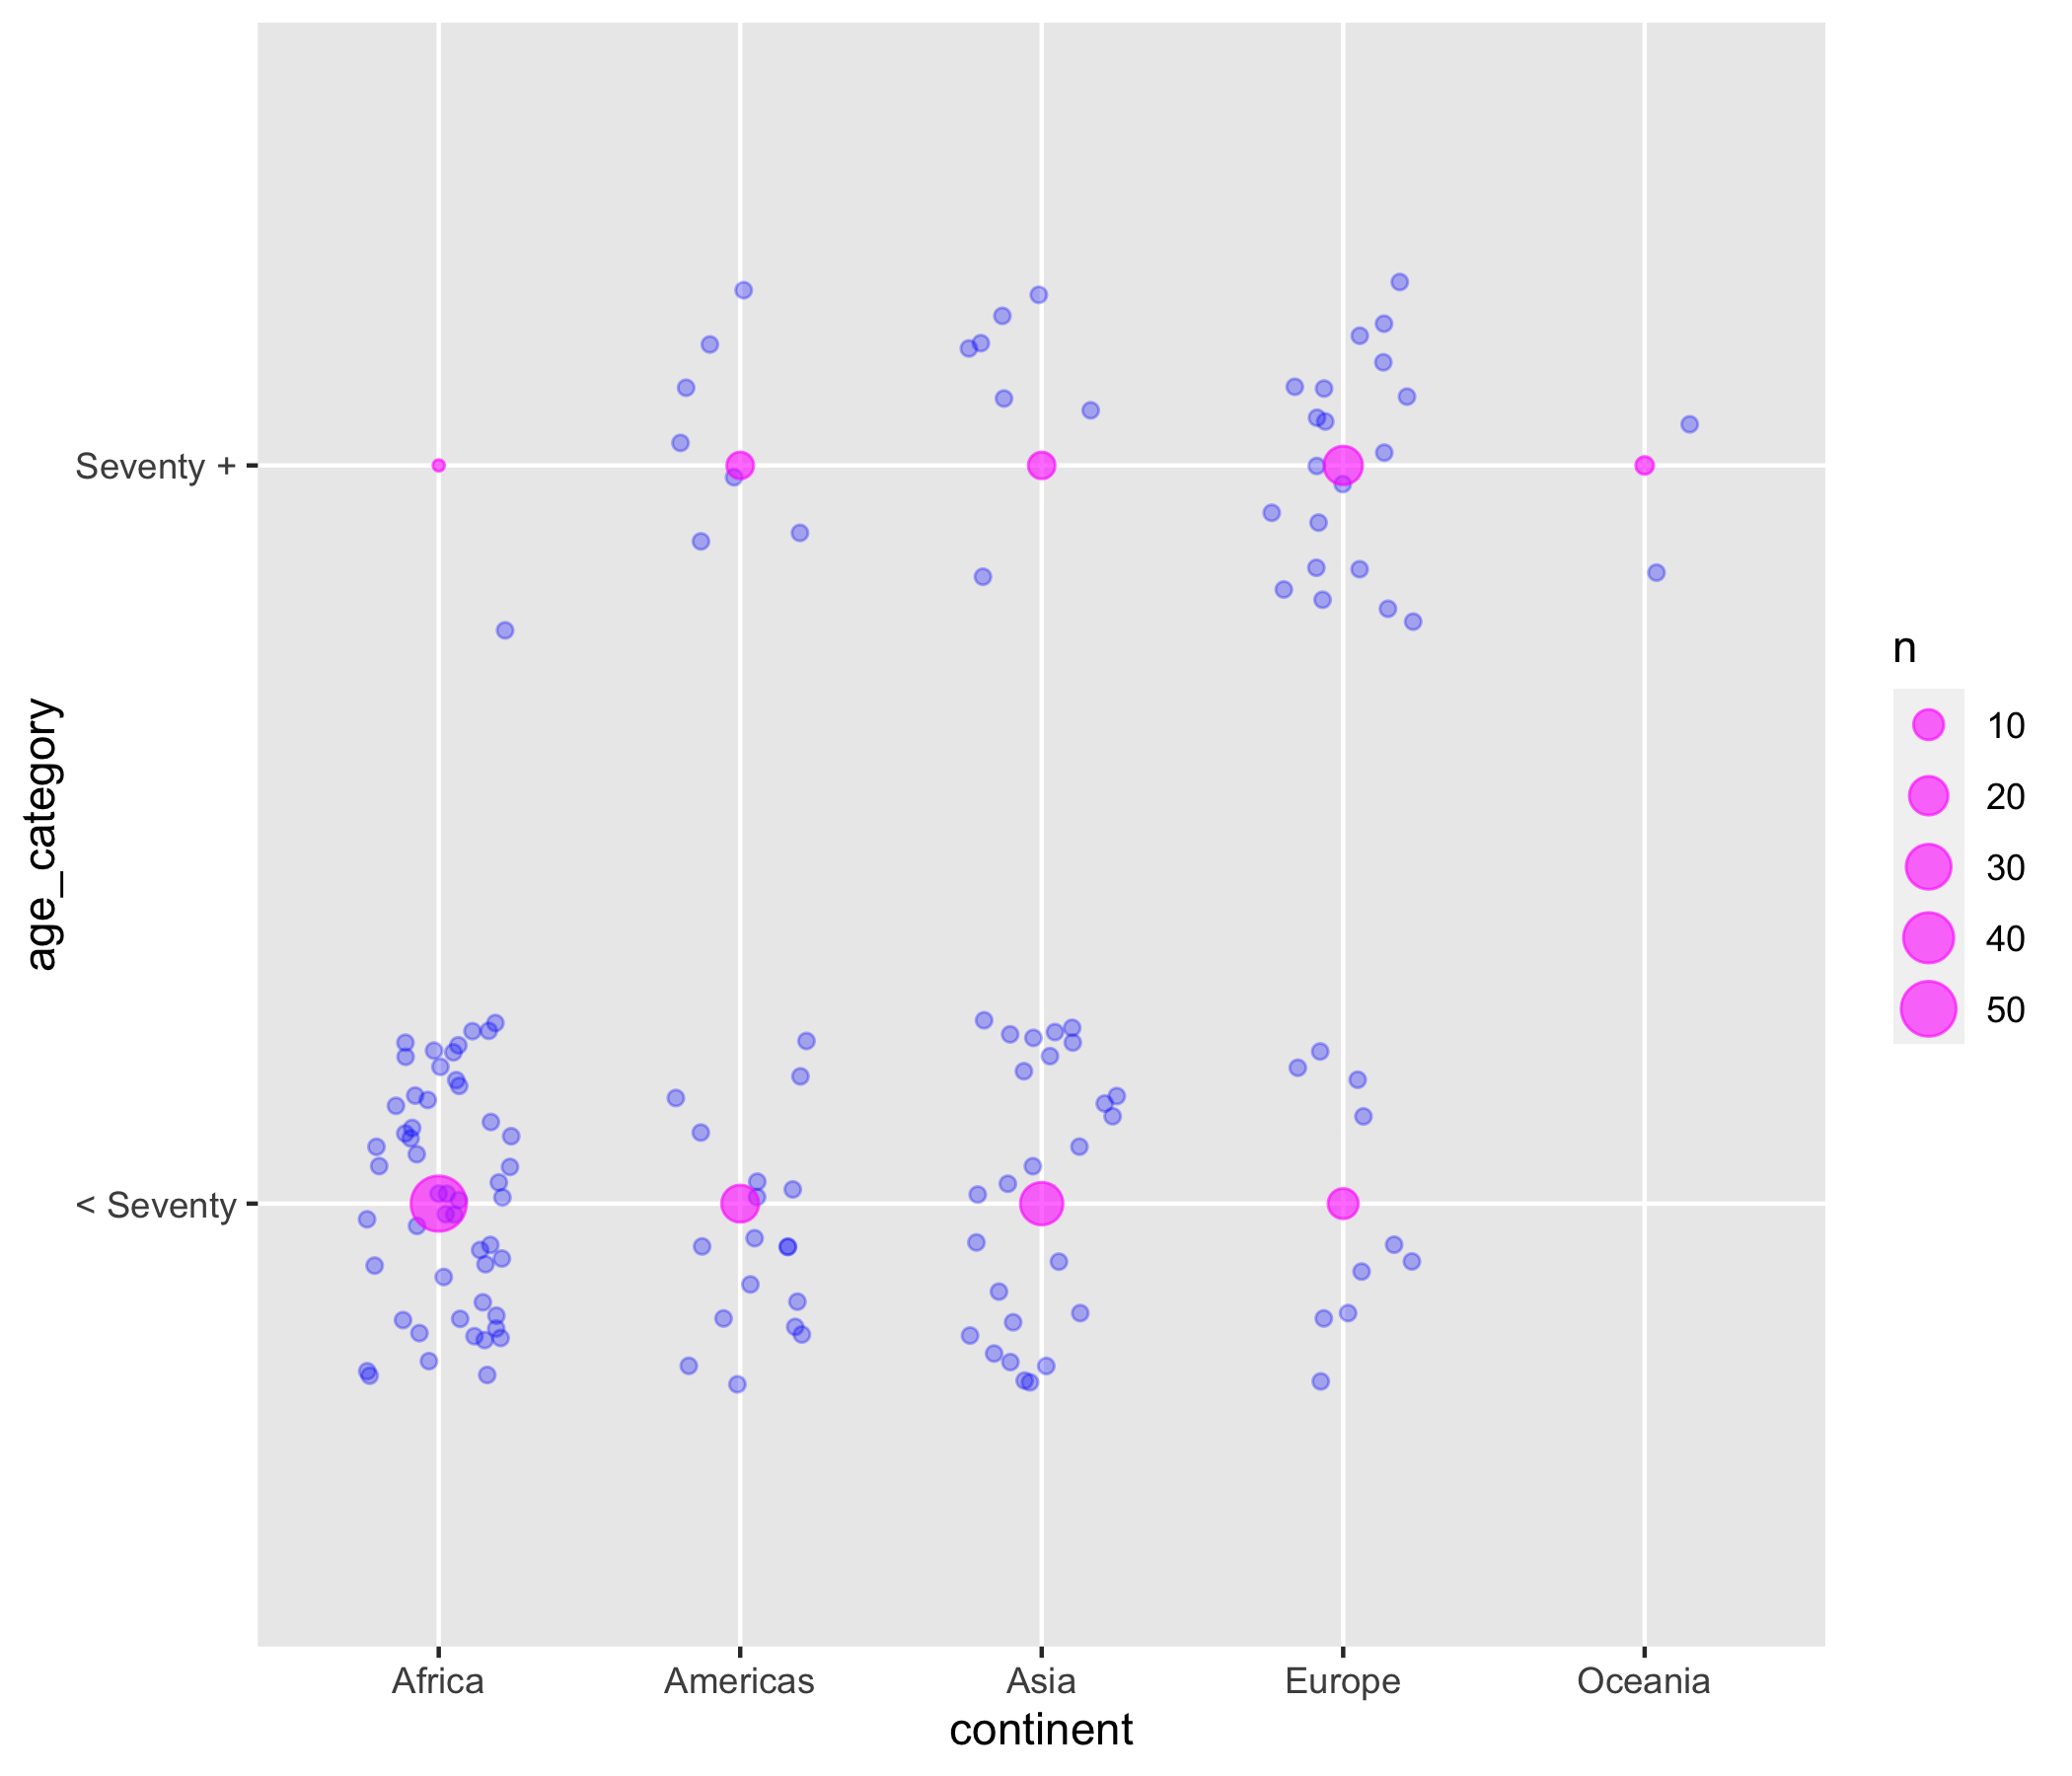 age_category
Seventy +
< Seventy
Africa
Americas
Asia
Europe
Oceania
continent
n
10
20
30
40
50